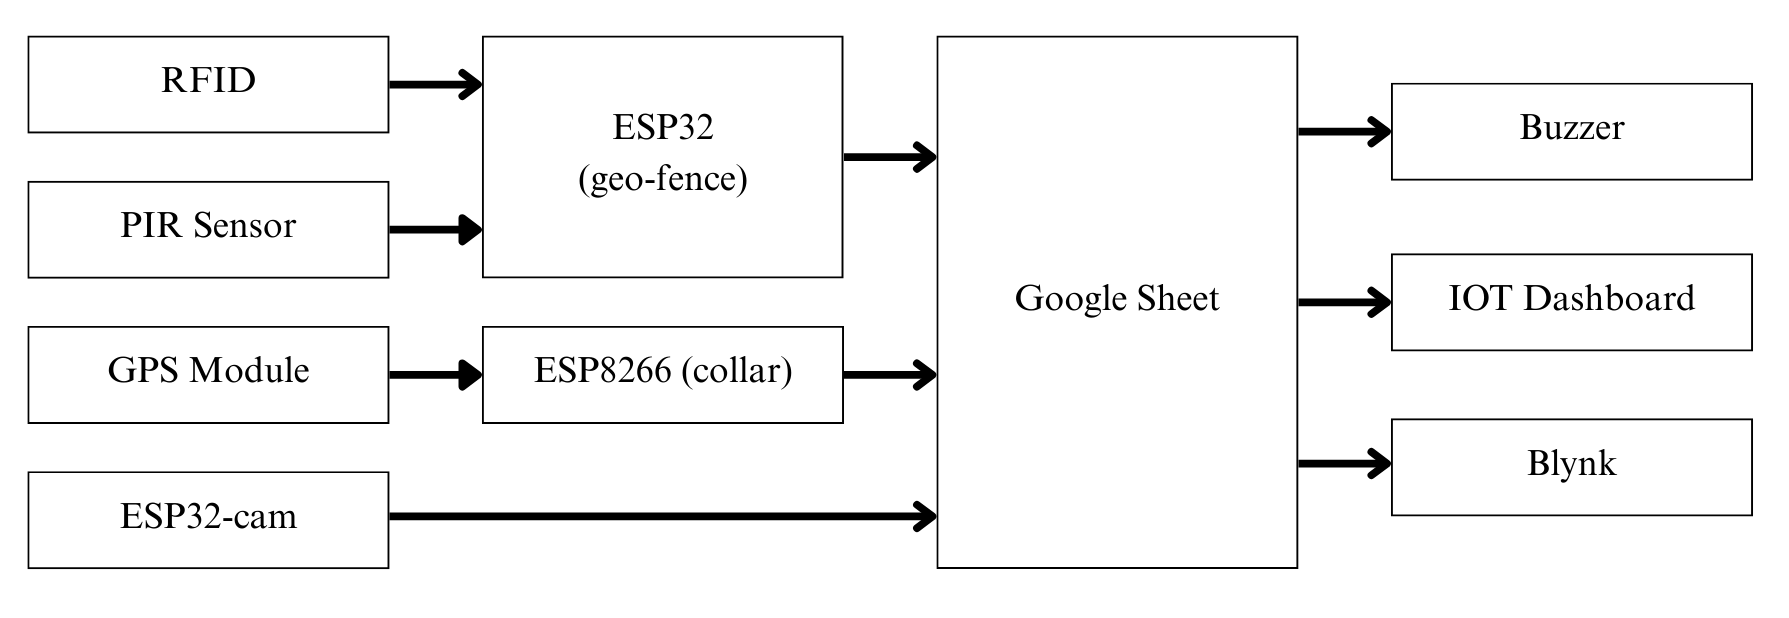 RFID
PIR Sensor
GPS Module
ESP32-cam
ESP32
(geo-fence)
ESP8266 (collar)
Google Sheet
Buzzer
IOT Dashboard
Blynk